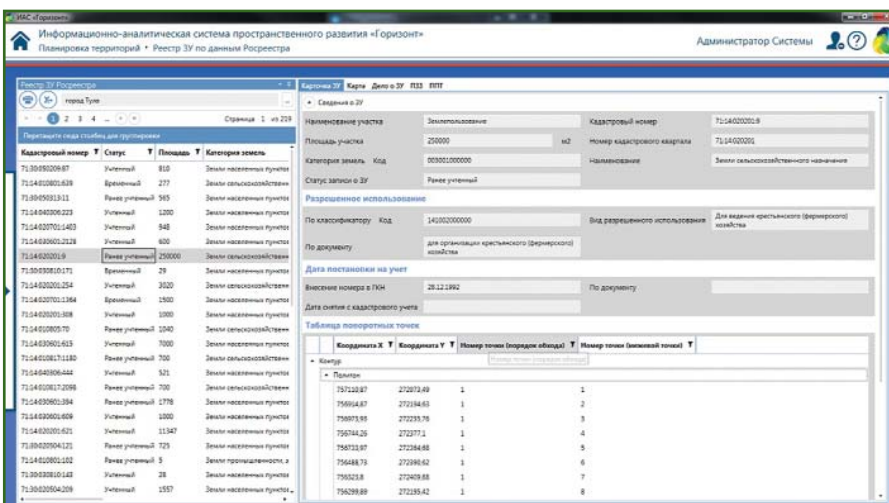 ИАС «Горизонт»
Информационно-аналитическая система пространственного развития «Горизонт»
Планировка территорий • Реестр ЗУ по данным Росреестра
Администратор Системы
Реестр ЗУ Росреестра
город Туле
1 2 3 4 ... Страница 1 из 219
Перетащите сюда столбец для группировки
Кадастровый номер Статус Площадь Категория земель
71:30:050209:87 Учтенный 810 Земли населенных пунктов
71:14:010801:639 Временный 277 Земли сельскохозяйственн
71:30:050313:11 Ранее учтенный 565 Земли населенных пунктов
71:14:040306:223 Учтенный 1200 Земли населенных пунктов
71:14:020701:1403 Учтенный 948 Земли населенных пунктов
71:14:030601:2128 Учтенный 600 Земли населенных пунктов
71:14:020201:9 Ранее учтенный 250000 Земли сельскохозяйственн
71:30:030810:171 Временный 29 Земли населенных пунктов
71:14:020201:254 Учтенный 3020 Земли населенных пунктов
71:14:020701:1364 Временный 1500 Земли населенных пунктов
71:14:020201:308 Учтенный 1000 Земли населенных пунктов
71:14:010805:70 Ранее учтенный 1040 Земли сельскохозяйственн
71:14:030601:615 Учтенный 7000 Земли населенных пунктов
71:14:010817:1180 Ранее учтенный 700 Земли сельскохозяйственн
71:14:040306:444 Учтенный 521 Земли населенных пунктов
71:14:010817:2098 Ранее учтенный 700 Земли сельскохозяйственн
71:14:030601:394 Ранее учтенный 1776 Земли населенных пунктов
71:14:030601:609 Учтенный 1000 Земли населенных пунктов
71:14:020201:621 Учтенный 11347 Земли населенных пунктов
71:30:020504:121 Ранее учтенный 725 Земли населенных пунктов
71:14:010801:102 Ранее учтенный 5 Земли промышленности, э
71:30:030810:143 Учтенный 28 Земли населенных пунктов
71:30:020504:209 Учтенный 1557 Земли населенных пунктов
Карточка ЗУ Карта Дело о ЗУ ПЗЗ ППТ
Сведения о ЗУ
Наименование участка Землепользование Кадастровый номер 71:14:020201:9
Площадь участка 250000 м2 Номер кадастрового квартала 71:14:020201
Категория земель Код 003001000000 Наименование Земли сельскохозяйственного назначения
Статус записи о ЗУ Ранее учтенный
Разрешенное использование
По классификатору Код 141002000000 Вид разрешенного использования Для ведения крестьянского (фермерского) хозяйства
По документу для организации крестьянского (фермерского) хозяйства
Дата постановки на учет
Внесение номера в ГКН 28.12.1992 По документу
Дата снятия с кадастрового учета
Таблица поворотных точек
Координата X Координата Y Номер точки (порядок обхода) Номер точки (межевой точки)
Контур
Номер точки (порядок обхода)
Полигон
757110,87 272073,49 1 1
756914,87 272194,63 1 2
756973,93 272235,76 1 3
756744,26 272377,1 1 4
756733,97 272364,68 1 5
756488,73 272390,62 1 6
756523,8 272409,88 1 7
756299,89 272155,42 1 8